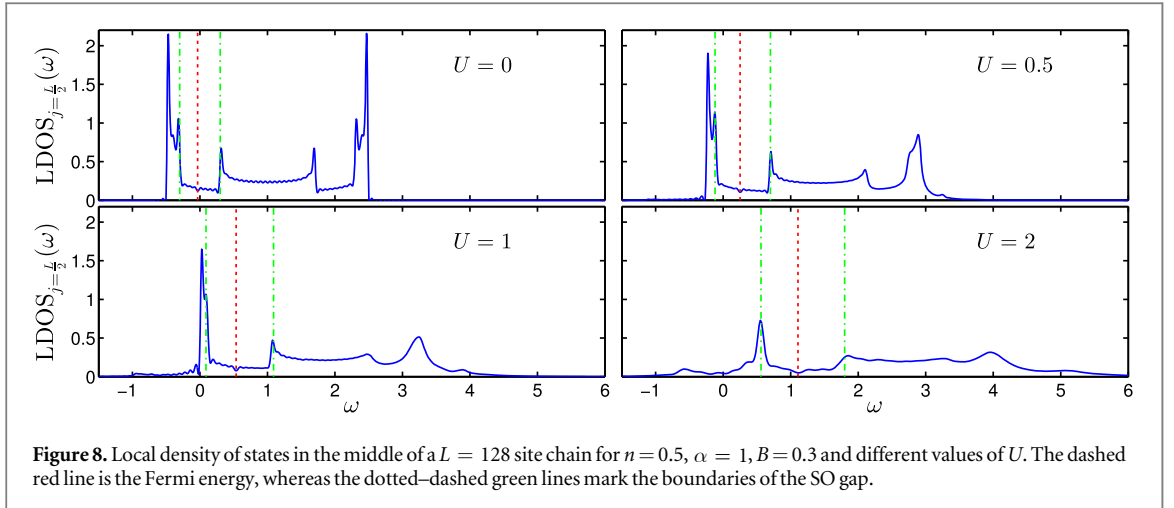 2
1.5
1
0.5
0
LDOS_{j=\frac{L}{2}}(ω)
U = 0
U = 0.5
2
1.5
1
0.5
0
LDOS_{j=\frac{L}{2}}(ω)
U = 1
U = 2
−1 0 1 2 3 4 5 6
−1 0 1 2 3 4 5 6
ω
ω
Figure 8. Local density of states in the middle of a L = 128 site chain for n = 0.5, α = 1, B = 0.3 and different values of U. The dashed
red line is the Fermi energy, whereas the dotted–dashed green lines mark the boundaries of the SO gap.